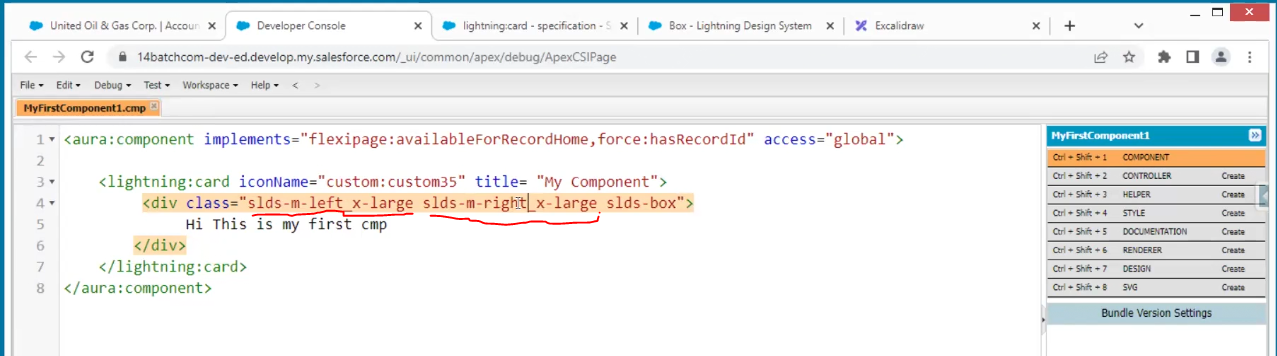 United Oil & Gas Corp. | Accoun
Developer Console
lightning:card - specification - S
Box - Lightning Design System
Excalidraw
14batchcom-dev-ed.develop.my.salesforce.com/_ui/common/apex/debug/ApexCSIPage
File Edit Debug Test Workspace Help < >
MyFirstComponent1.cmp
1 <aura:component implements="flexipage:availableForRecordHome,force:hasRecordId" access="global">
2
3 <lightning:card iconName="custom:custom35" title= "My Component">
4 <div class="slds-m-left_x-large slds-m-right_x-large slds-box">
5 Hi This is my first cmp
6 </div>
7 </lightning:card>
8 </aura:component>
MyFirstComponent1
Ctrl + Shift + 1 COMPONENT
Ctrl + Shift + 2 CONTROLLER Create
Ctrl + Shift + 3 HELPER Create
Ctrl + Shift + 4 STYLE Create
Ctrl + Shift + 5 DOCUMENTATION Create
Ctrl + Shift + 6 RENDERER Create
Ctrl + Shift + 7 DESIGN Create
Ctrl + Shift + 8 SVG Create
Bundle Version Settings